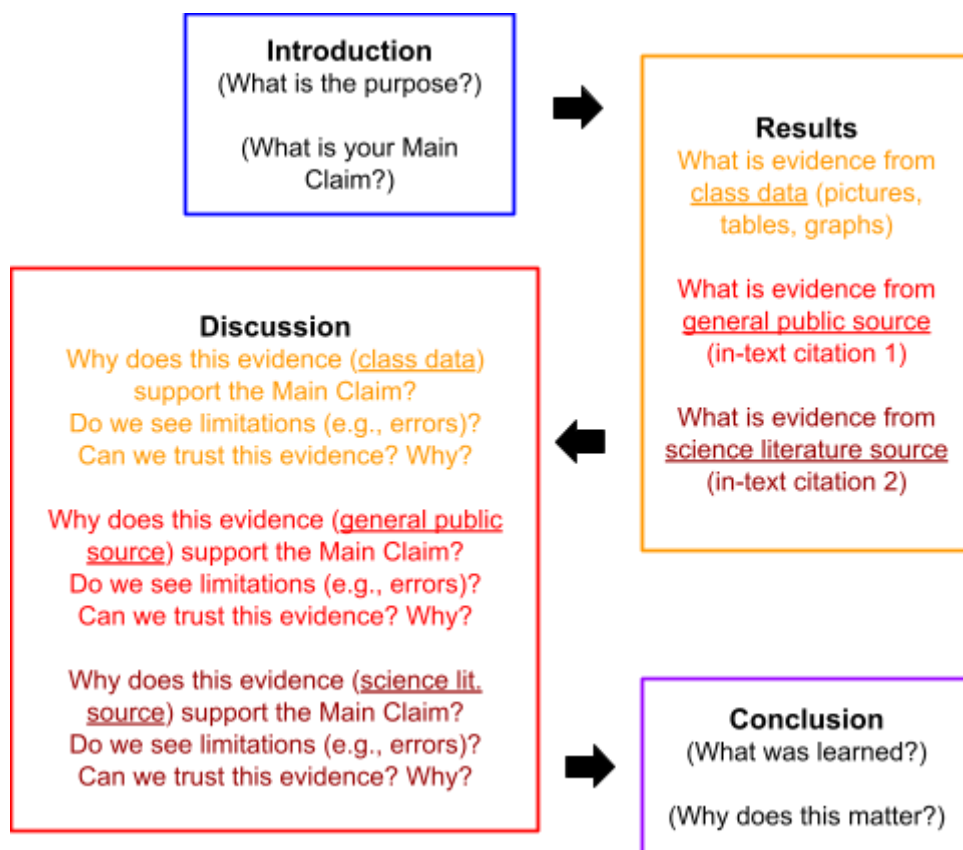 Introduction
(What is the purpose?)
(What is your Main
Claim?)
Results
What is evidence from
class data (pictures,
tables, graphs)
What is evidence from
general public source
(in-text citation 1)
What is evidence from
science literature source
(in-text citation 2)
Discussion
Why does this evidence (class data)
support the Main Claim?
Do we see limitations (e.g., errors)?
Can we trust this evidence? Why?
Why does this evidence (general public
source) support the Main Claim?
Do we see limitations (e.g., errors)?
Can we trust this evidence? Why?
Why does this evidence (science lit.
source) support the Main Claim?
Do we see limitations (e.g., errors)?
Can we trust this evidence? Why?
Conclusion
(What was learned?)
(Why does this matter?)